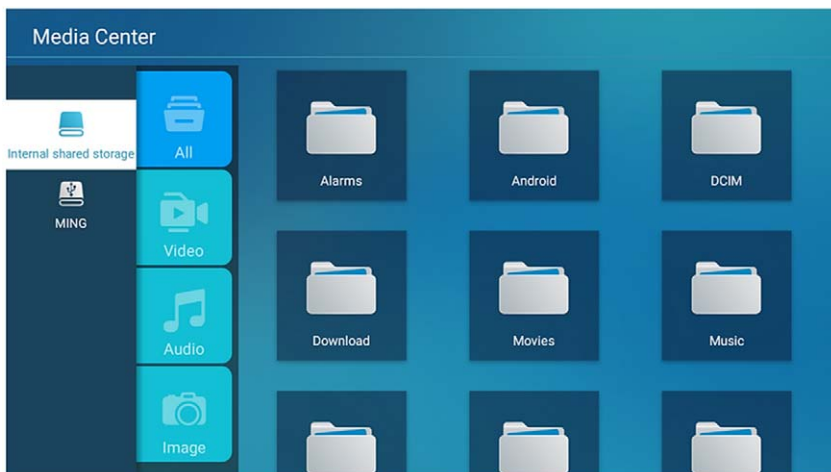 Media Center
Internal shared storage
MING
All
Video
Audio
Image
Alarms
Android
DCIM
Download
Movies
Music